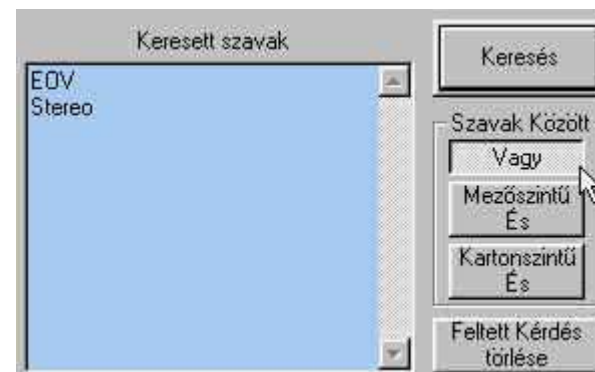 Keresett szavak
EOV
Stereo
Keresés
Szavak Között
Vagy
Mezőszintű
És
Kartonszintű
És
Feltett Kérdés
törlése